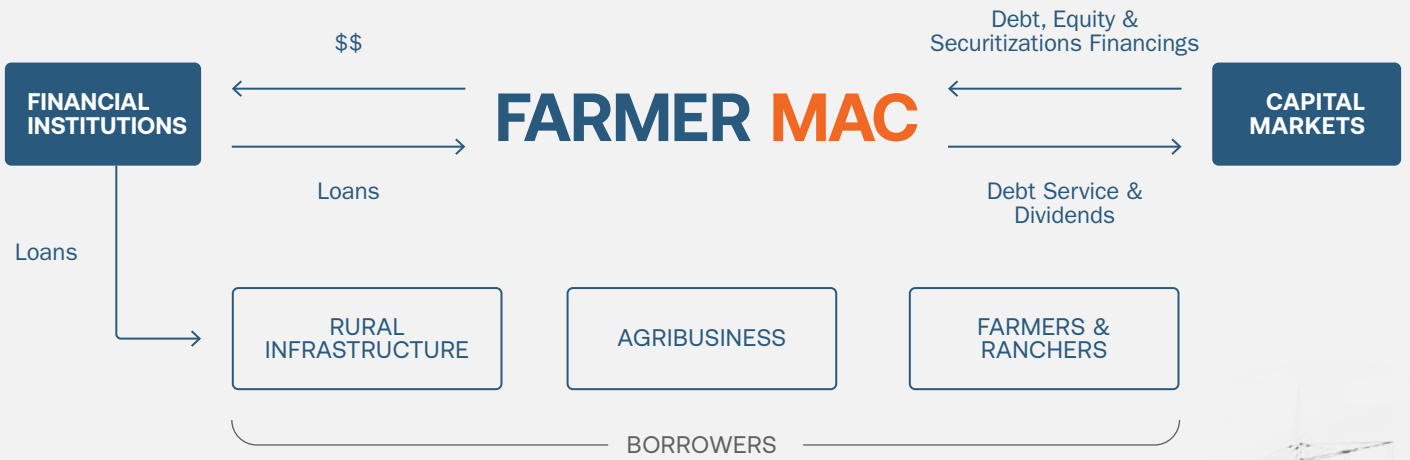 $$
Debt, Equity &
Securitizations Financings
FINANCIAL
INSTITUTIONS
FARMER MAC
CAPITAL
MARKETS
Loans
Debt Service &
Dividends
Loans
RURAL
INFRASTRUCTURE
AGRIBUSINESS
FARMERS &
RANCHERS
BORROWERS